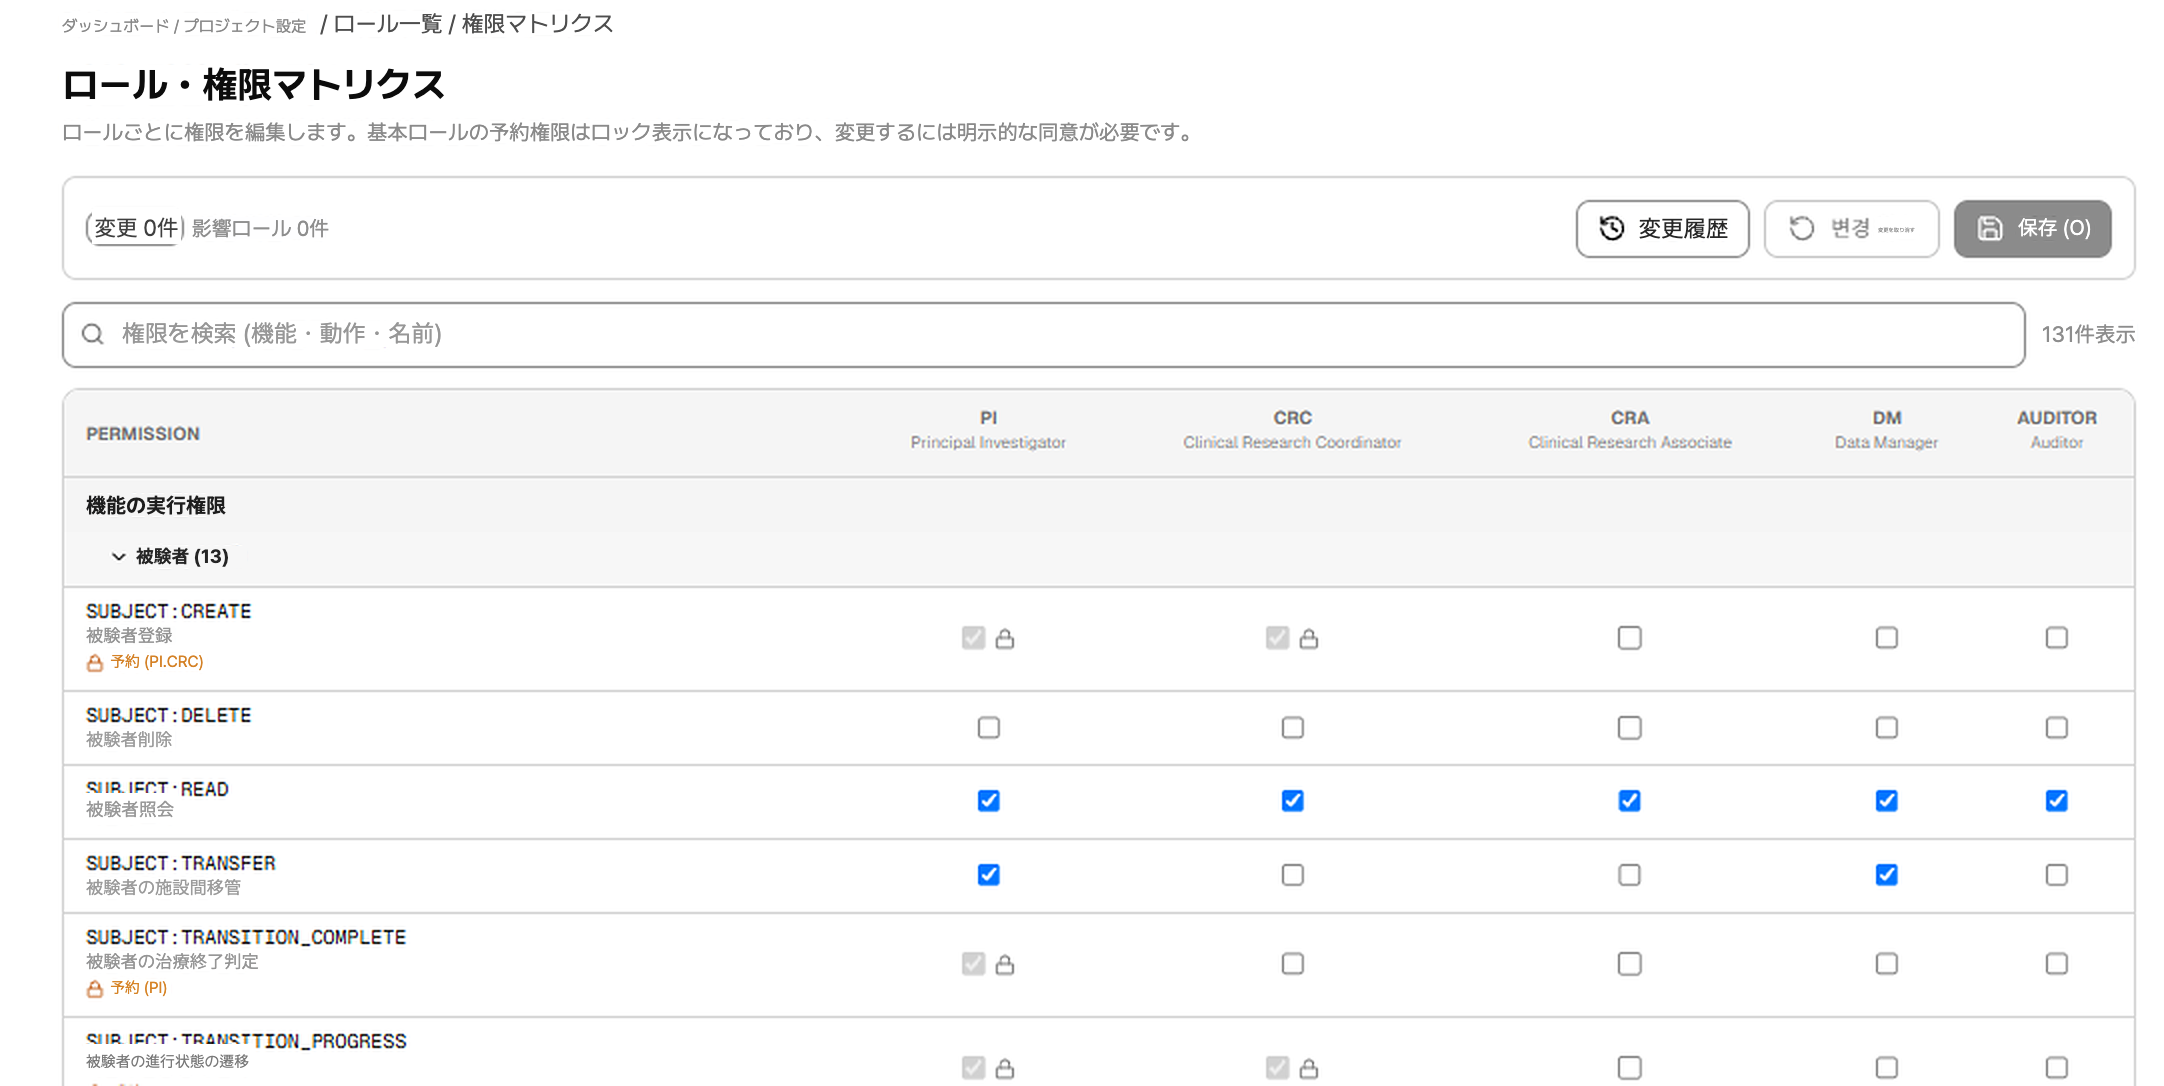 ダッシュボード / プロジェクト設定 / ロール一覧 / 権限マトリクス
ロール・権限マトリクス
ロールごとに権限を編集します。基本ロールの予約権限はロック表示になっており、変更するには明示的な同意が必要です。
変更 0件 影響ロール 0件
変更履歴
변경 変更を取り消す
保存 (0)
権限を検索 (機能・動作・名前)
131件表示
PERMISSION
PI
Principal Investigator
CRC
Clinical Research Coordinator
CRA
Clinical Research Associate
DM
Data Manager
AUDITOR
Auditor
機能の実行権限
被験者 (13)
SUBJECT:CREATE
被験者登録
予約 (PI.CRC)
SUBJECT:DELETE
被験者削除
SUBJECT:READ
被験者照会
SUBJECT:TRANSFER
被験者の施設間移管
SUBJECT:TRANSITION_COMPLETE
被験者の治療終了判定
予約 (PI)
SUBJECT:TRANSITION_PROGRESS
被験者の進行状態の遷移